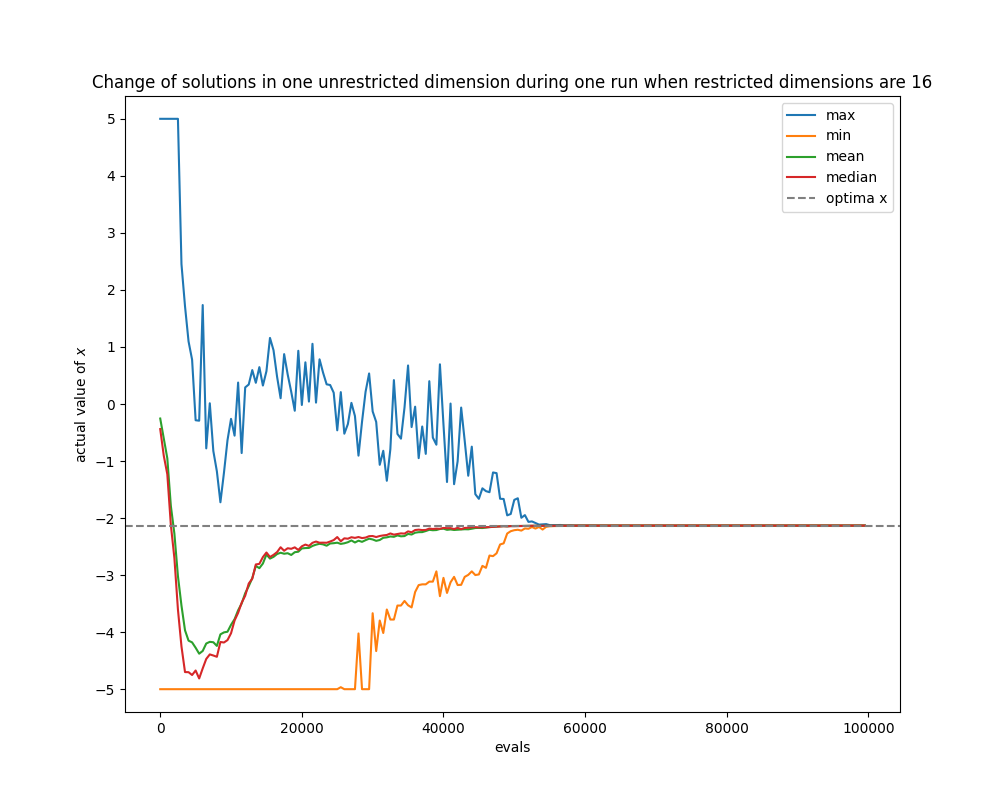 Change of solutions in one unrestricted dimension during one run when restricted dimensions are 16
max
min
mean
median
optima x
actual value of x
5
4
3
2
1
0
−1
−2
−3
−4
−5
0 20000 40000 60000 80000 100000
evals